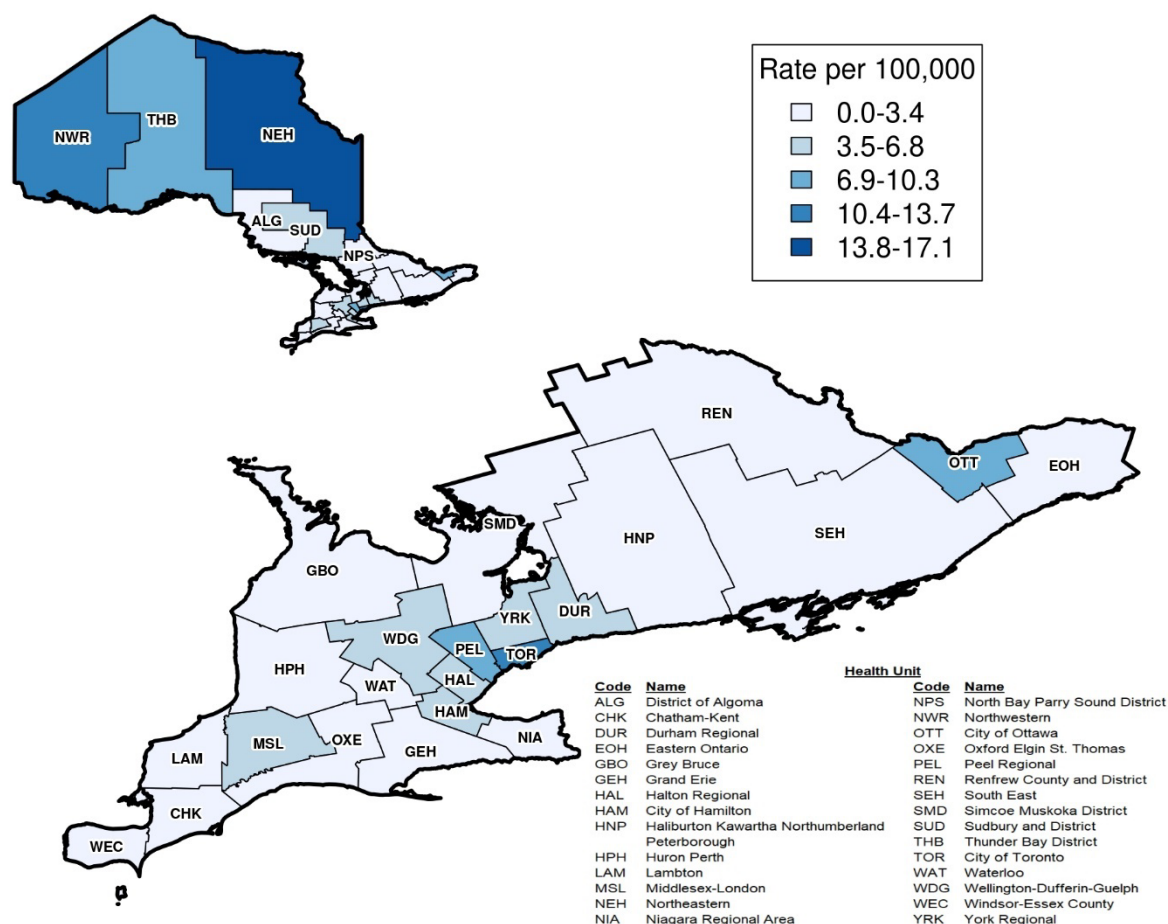 Rate per 100,000
0.0-3.4
3.5-6.8
6.9-10.3
10.4-13.7
13.8-17.1
NWR
THB
NEH
ALG
SUD
NPS
REN
OTT
EOH
SMD
HNP
SEH
GBO
YRK
DUR
WDG
PEL
TOR
HPH
HAL
WAT
HAM
MSL
OXE
NIA
LAM
GEH
CHK
WEC
Health Unit
Code Name
ALG District of Algoma
CHK Chatham-Kent
DUR Durham Regional
EOH Eastern Ontario
GBO Grey Bruce
GEH Grand Erie
HAL Halton Regional
HAM City of Hamilton
HNP Haliburton Kawartha Northumberland
Peterborough
HPH Huron Perth
LAM Lambton
MSL Middlesex-London
NEH Northeastern
NIA Niagara Regional Area
Code Name
NPS North Bay Parry Sound District
NWR Northwestern
OTT City of Ottawa
OXE Oxford Elgin St. Thomas
PEL Peel Regional
REN Renfrew County and District
SEH South East
SMD Simcoe Muskoka District
SUD Sudbury and District
THB Thunder Bay District
TOR City of Toronto
WAT Waterloo
WDG Wellington-Dufferin-Guelph
WEC Windsor-Essex County
YRK York Regional